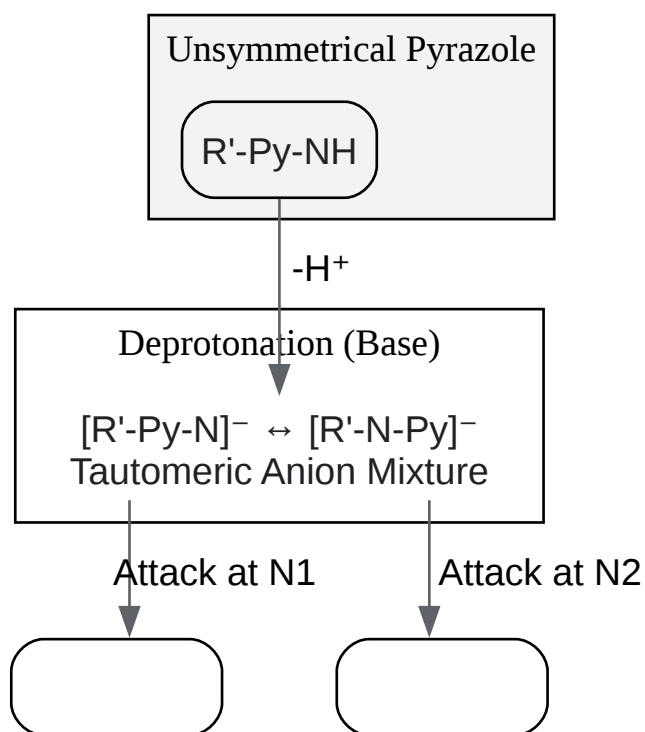 Unsymmetrical Pyrazole
R'-Py-NH
-H⁺
Deprotonation (Base)
[R'-Py-N]⁻ ↔ [R'-N-Py]⁻
Tautomeric Anion Mixture
Attack at N1
Attack at N2